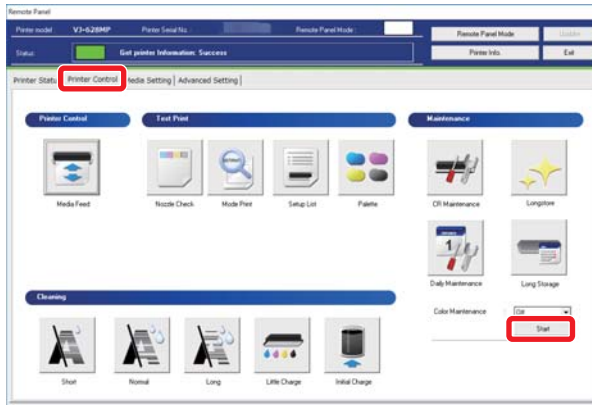 Remote Panel
Printer model VJ-628MP Printer Serial No. : Remote Panel Mode : Remote Panel Mode Update
Status: Get printer Information: Success Printer Info. Exit
Printer Status Printer Control Media Setting Advanced Setting
Printer Control Test Print Maintenance
Media Feed Nozzle Check Mode Print Setup List Palette CR Maintenance Longstore
1
Daily Maintenance Long Storage
Cleaning
Color Maintenance : Off
Start
Short Normal Long Little Charge Initial Charge